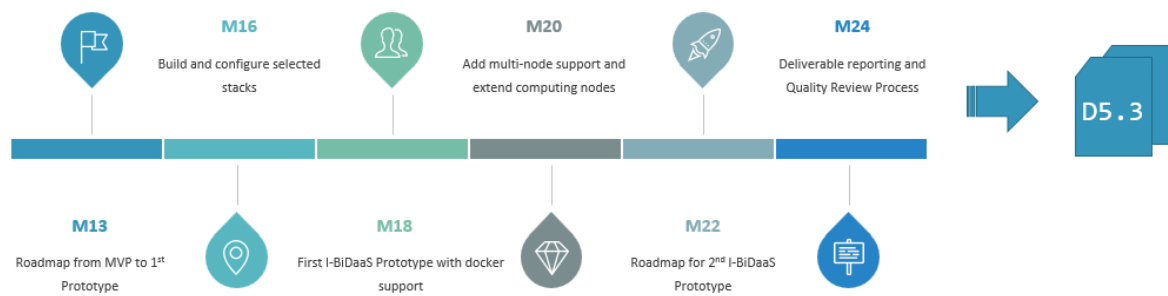 M16
Build and configure selected
stacks
M20
Add multi-node support and
extend computing nodes
M24
Deliverable reporting and
Quality Review Process
D5.3
M13
Roadmap from MVP to 1st
Prototype
M18
First I-BiDaaS Prototype with docker
support
M22
Roadmap for 2nd I-BiDaaS
Prototype